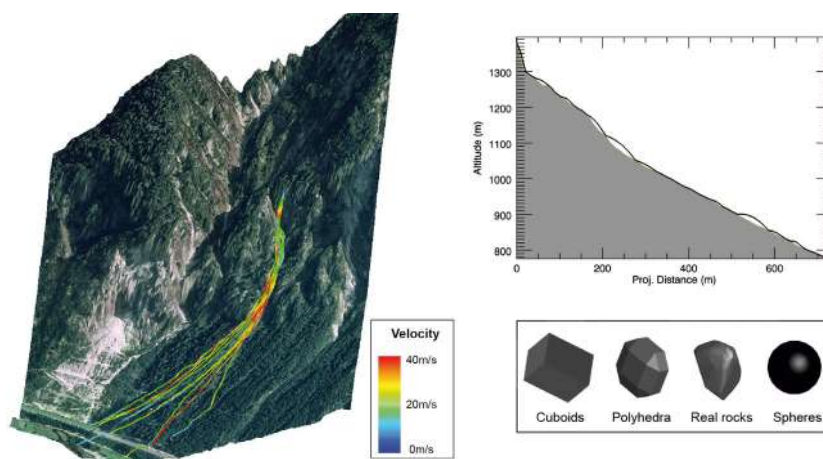 Velocity
40m/s
20m/s
0m/s
Altitude (m)
1300
1200
1100
1000
900
800
0
200
400
600
Proj. Distance (m)
Cuboids
Polyhedra
Real rocks
Spheres